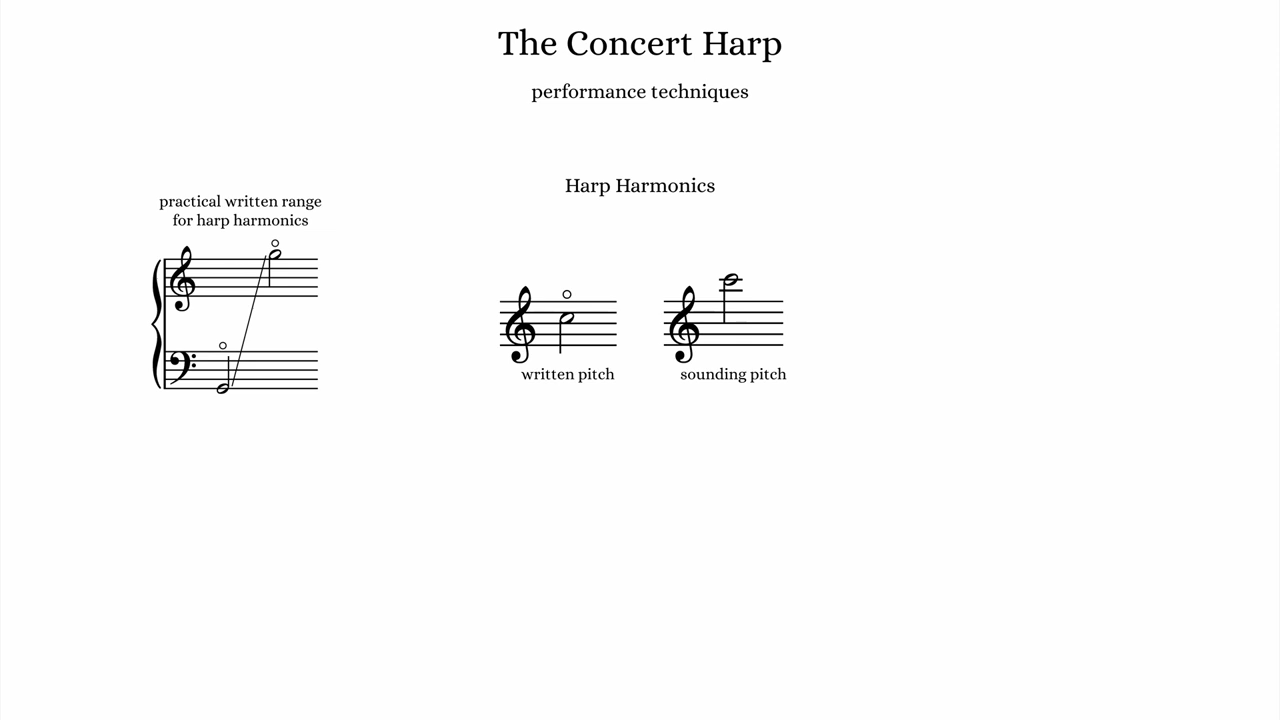 The Concert Harp
performance techniques
Harp Harmonics
practical written range
for harp harmonics
written pitch
sounding pitch